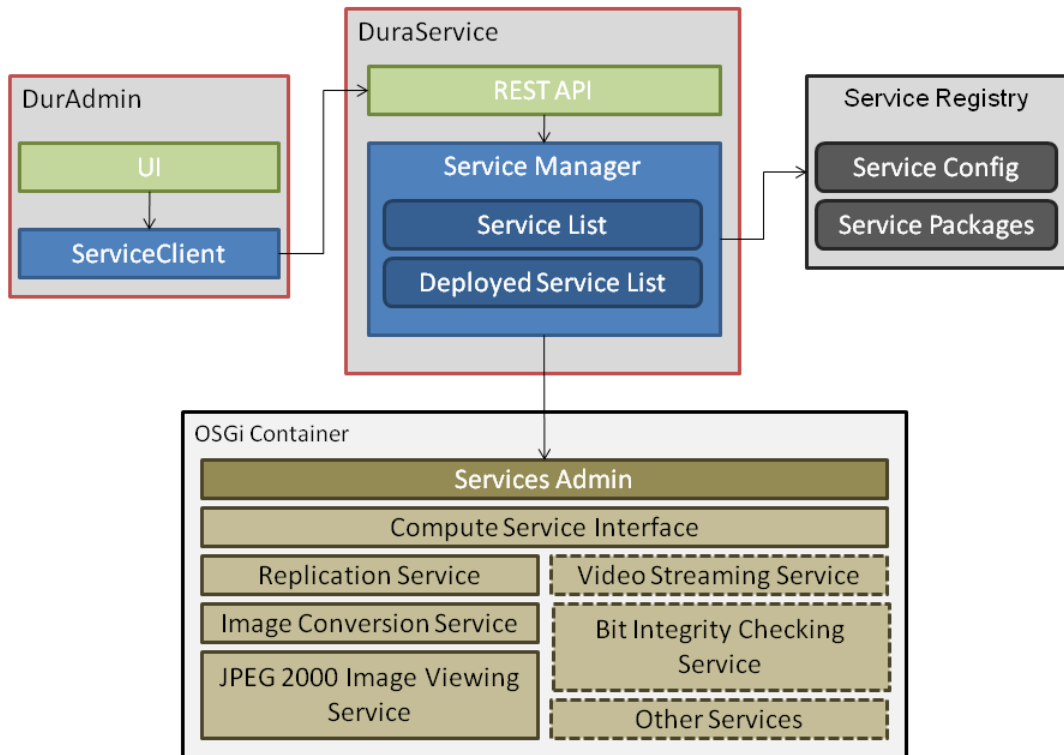 DuraService
DurAdmin
REST API
Service Registry
UI
Service Manager
Service Config
Service List
Service Packages
ServiceClient
Deployed Service List
OSGi Container
Services Admin
Compute Service Interface
Replication Service
Video Streaming Service
Image Conversion Service
Bit Integrity Checking
Service
JPEG 2000 Image Viewing
Service
Other Services